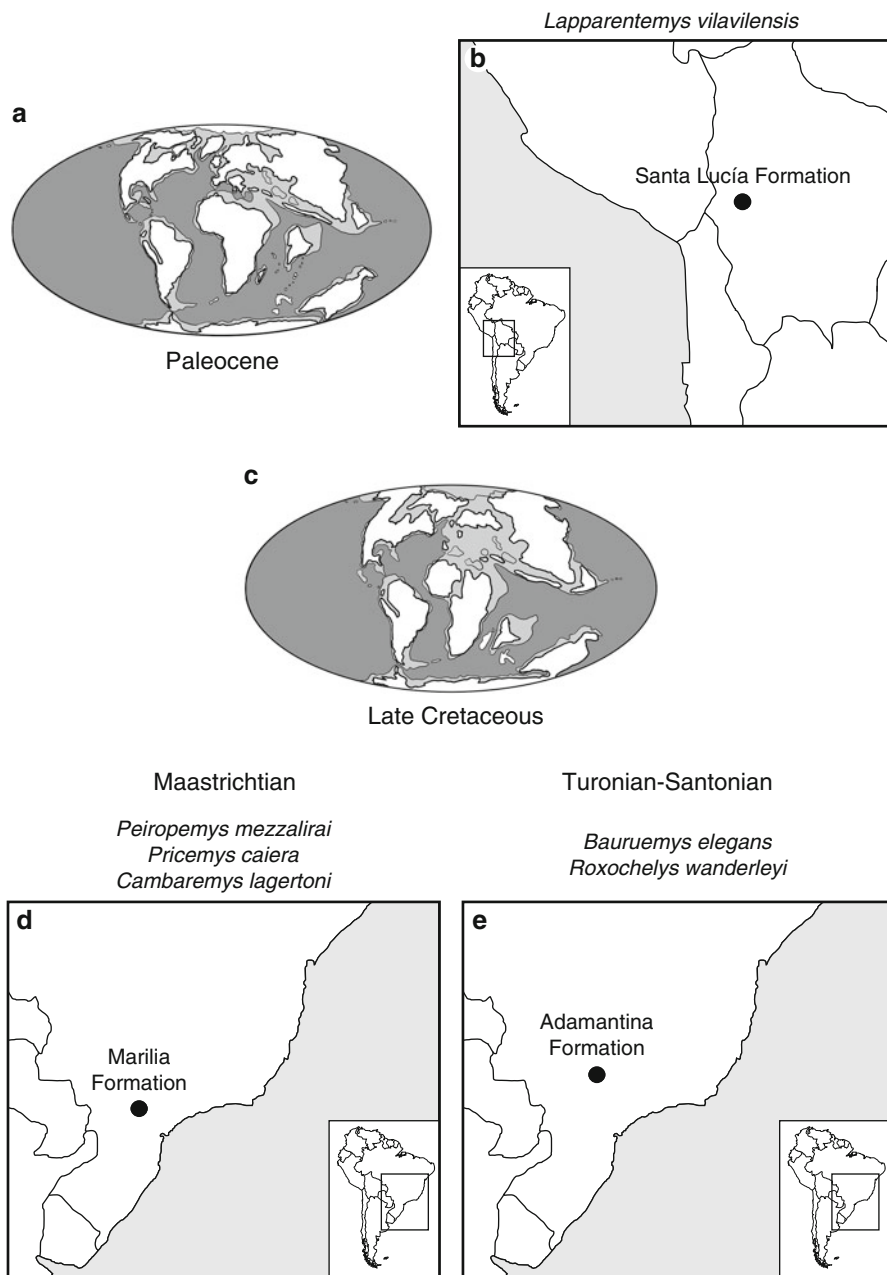 Lapparentemys vilavilensis
a
b
Santa Lucía Formation
Paleocene
c
Late Cretaceous
Maastrichtian
Peiropemys mezzalirai
Pricemys caiera
Cambaremys lagertoni
Turonian-Santonian
Bauruemys elegans
Roxochelys wanderleyi
d
Marilia
Formation
e
Adamantina
Formation